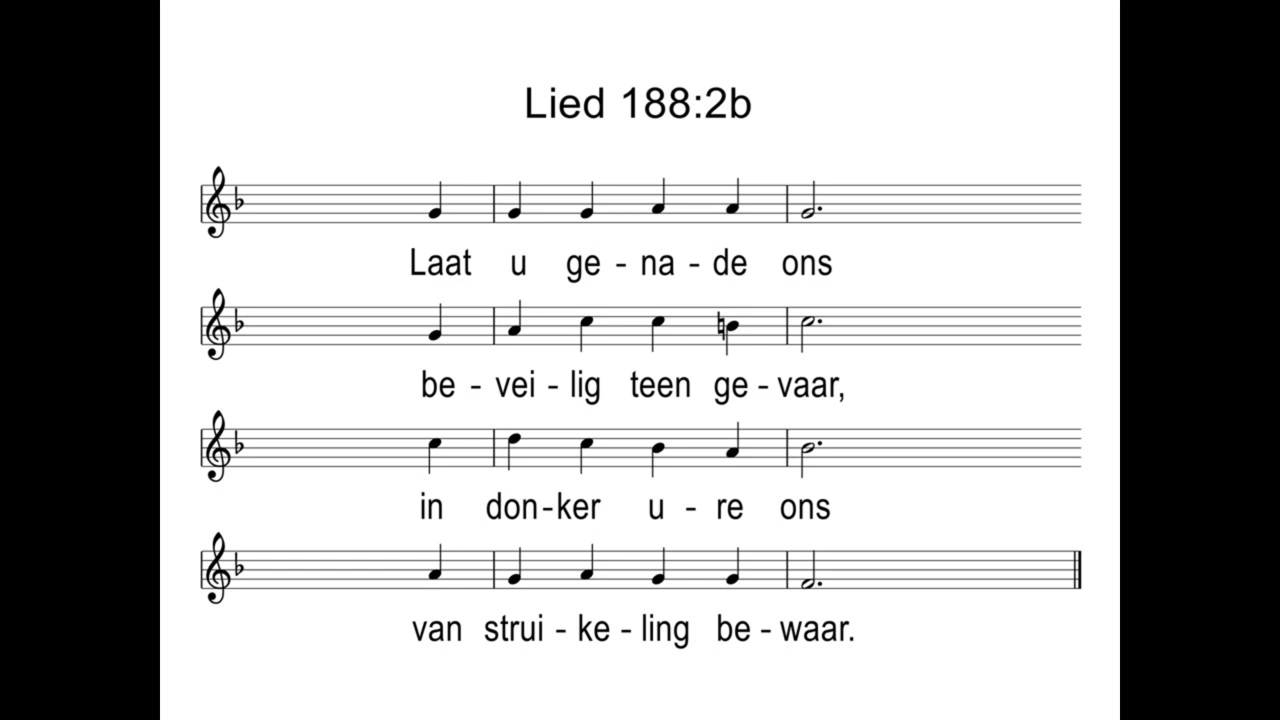 Lied 188:2b
Laat u ge - na - de ons
be - vei - lig teen ge - vaar,
in don - ker u - re ons
van strui - ke - ling be - waar.